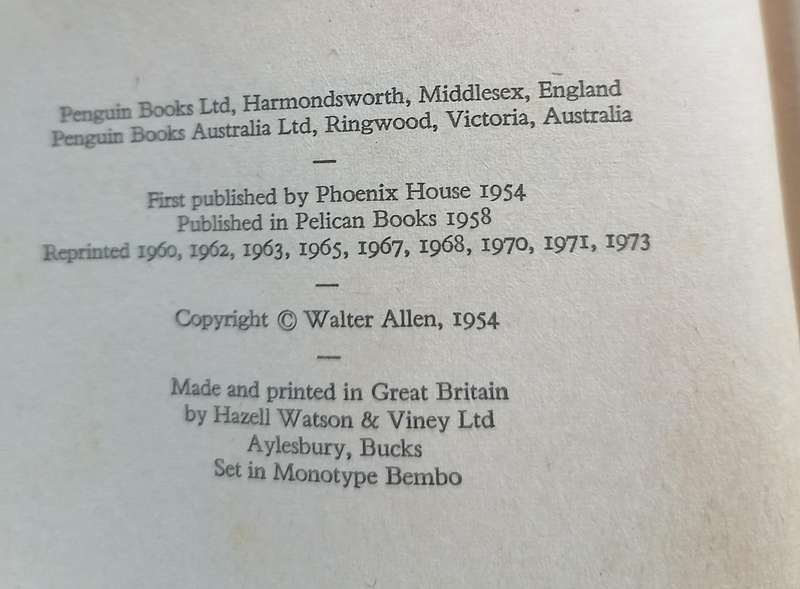 Penguin Books Ltd, Harmondsworth, Middlesex, England
Penguin Books Australia Ltd, Ringwood, Victoria, Australia
—
First published by Phoenix House 1954
Published in Pelican Books 1958
Reprinted 1960, 1962, 1963, 1965, 1967, 1968, 1970, 1971, 1973
—
Copyright © Walter Allen, 1954
—
Made and printed in Great Britain
by Hazell Watson & Viney Ltd
Aylesbury, Bucks
Set in Monotype Bembo